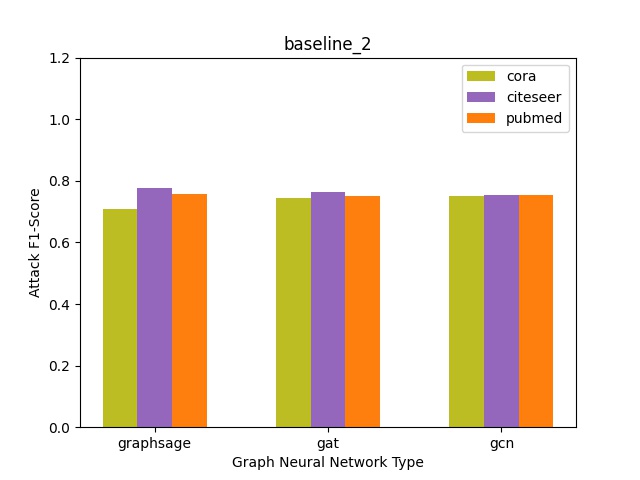 baseline_2
1.2
1.0
0.8
0.6
0.4
0.2
0.0
Attack F1-Score
cora
citeseer
pubmed
graphsage
gat
gcn
Graph Neural Network Type